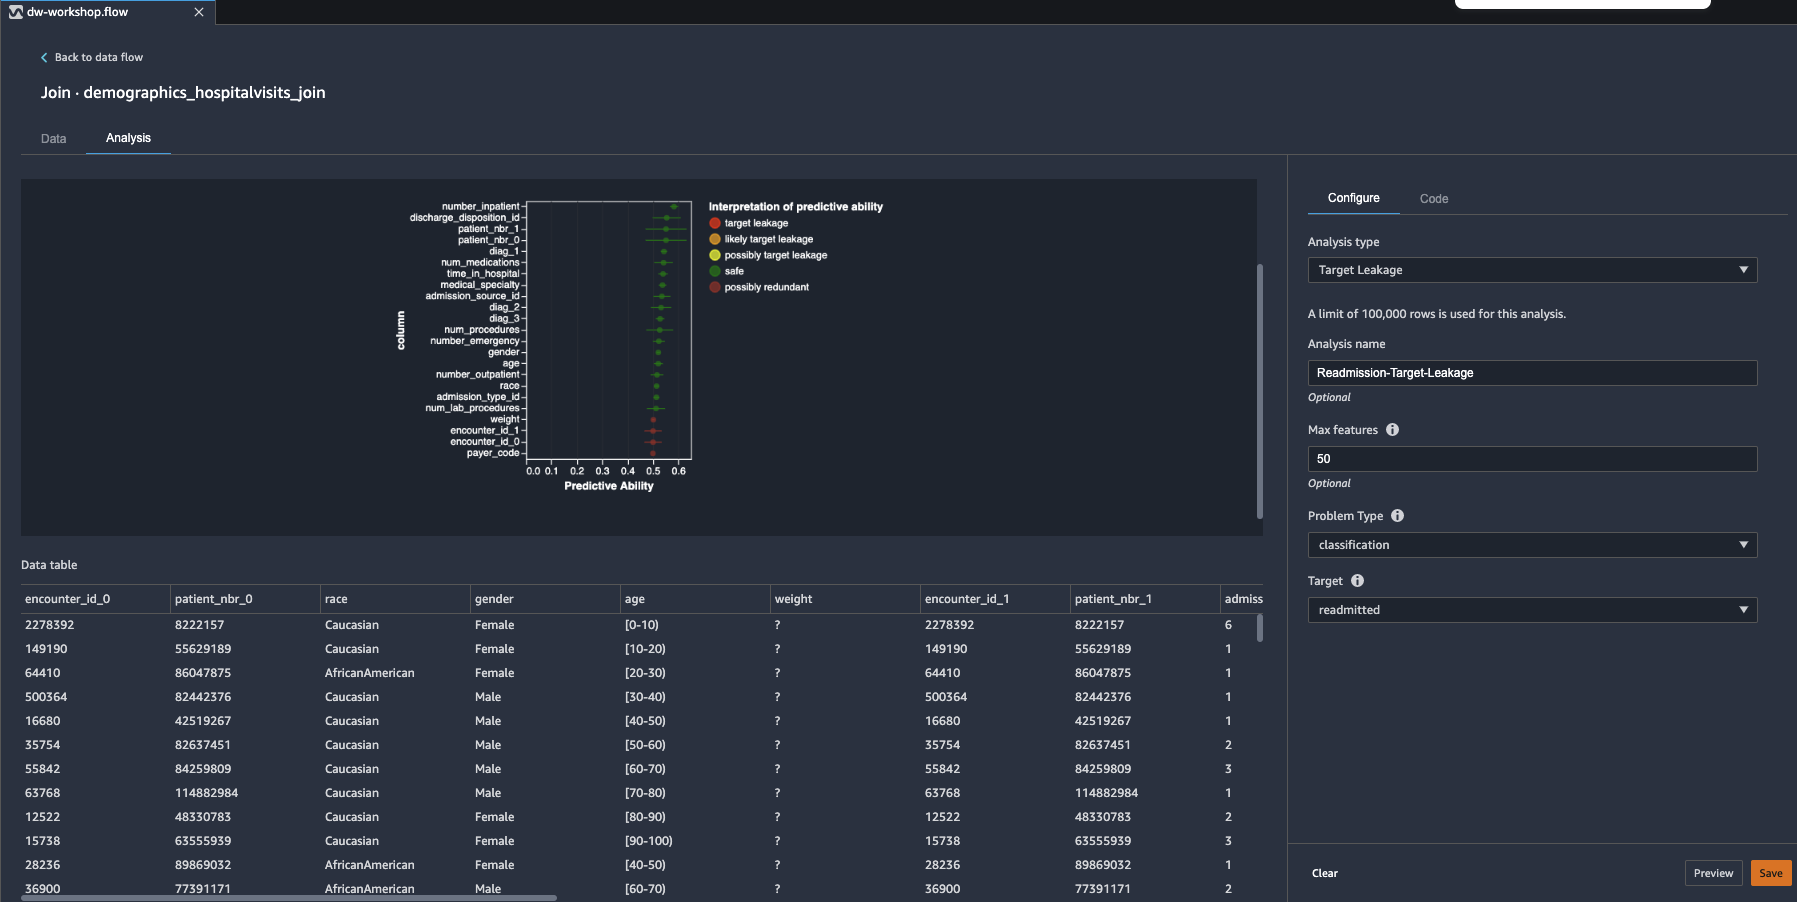 dw-workshop.flow
Back to data flow
Join · demographics_hospitalvisits_join
Data Analysis
number_inpatient
discharge_disposition_id
patient_nbr_1
patient_nbr_0
diag_1
num_medications
time_in_hospital
medical_specialty
admission_source_id
diag_2
diag_3
num_procedures
number_emergency
gender
age
number_outpatient
race
admission_type_id
num_lab_procedures
weight
encounter_id_1
encounter_id_0
payer_code
column
0.0 0.1 0.2 0.3 0.4 0.5 0.6
Predictive Ability
Interpretation of predictive ability
target leakage
likely target leakage
possibly target leakage
safe
possibly redundant
Data table
encounter_id_0 patient_nbr_0 race gender age weight encounter_id_1 patient_nbr_1 admiss
2278392 8222157 Caucasian Female [0-10) ? 2278392 8222157 6
149190 55629189 Caucasian Female [10-20) ? 149190 55629189 1
64410 86047875 AfricanAmerican Female [20-30) ? 64410 86047875 1
500364 82442376 Caucasian Male [30-40) ? 500364 82442376 1
16680 42519267 Caucasian Male [40-50) ? 16680 42519267 1
35754 82637451 Caucasian Male [50-60) ? 35754 82637451 2
55842 84259809 Caucasian Male [60-70) ? 55842 84259809 3
63768 114882984 Caucasian Male [70-80) ? 63768 114882984 1
12522 48330783 Caucasian Female [80-90) ? 12522 48330783 2
15738 63555939 Caucasian Female [90-100) ? 15738 63555939 3
28236 89869032 AfricanAmerican Female [40-50) ? 28236 89869032 1
36900 77391171 AfricanAmerican Male [60-70) ? 36900 77391171 2
Configure Code
Analysis type
Target Leakage
A limit of 100,000 rows is used for this analysis.
Analysis name
Readmission-Target-Leakage
Optional
Max features
50
Optional
Problem Type
classification
Target
readmitted
Clear Preview Save